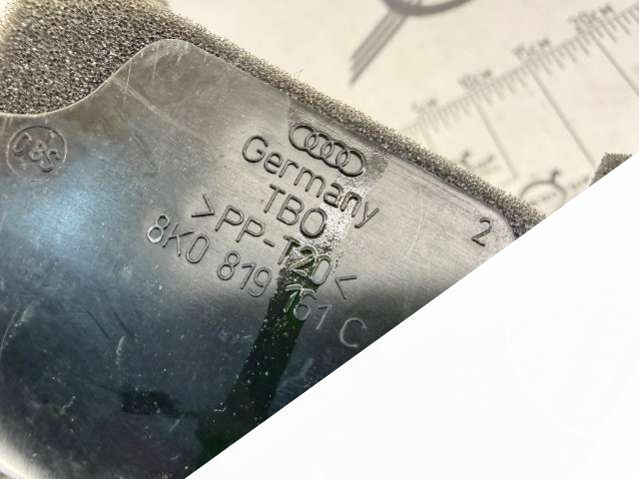 Germany
TBO
>PP-T20<
8K0 819 161 C
2